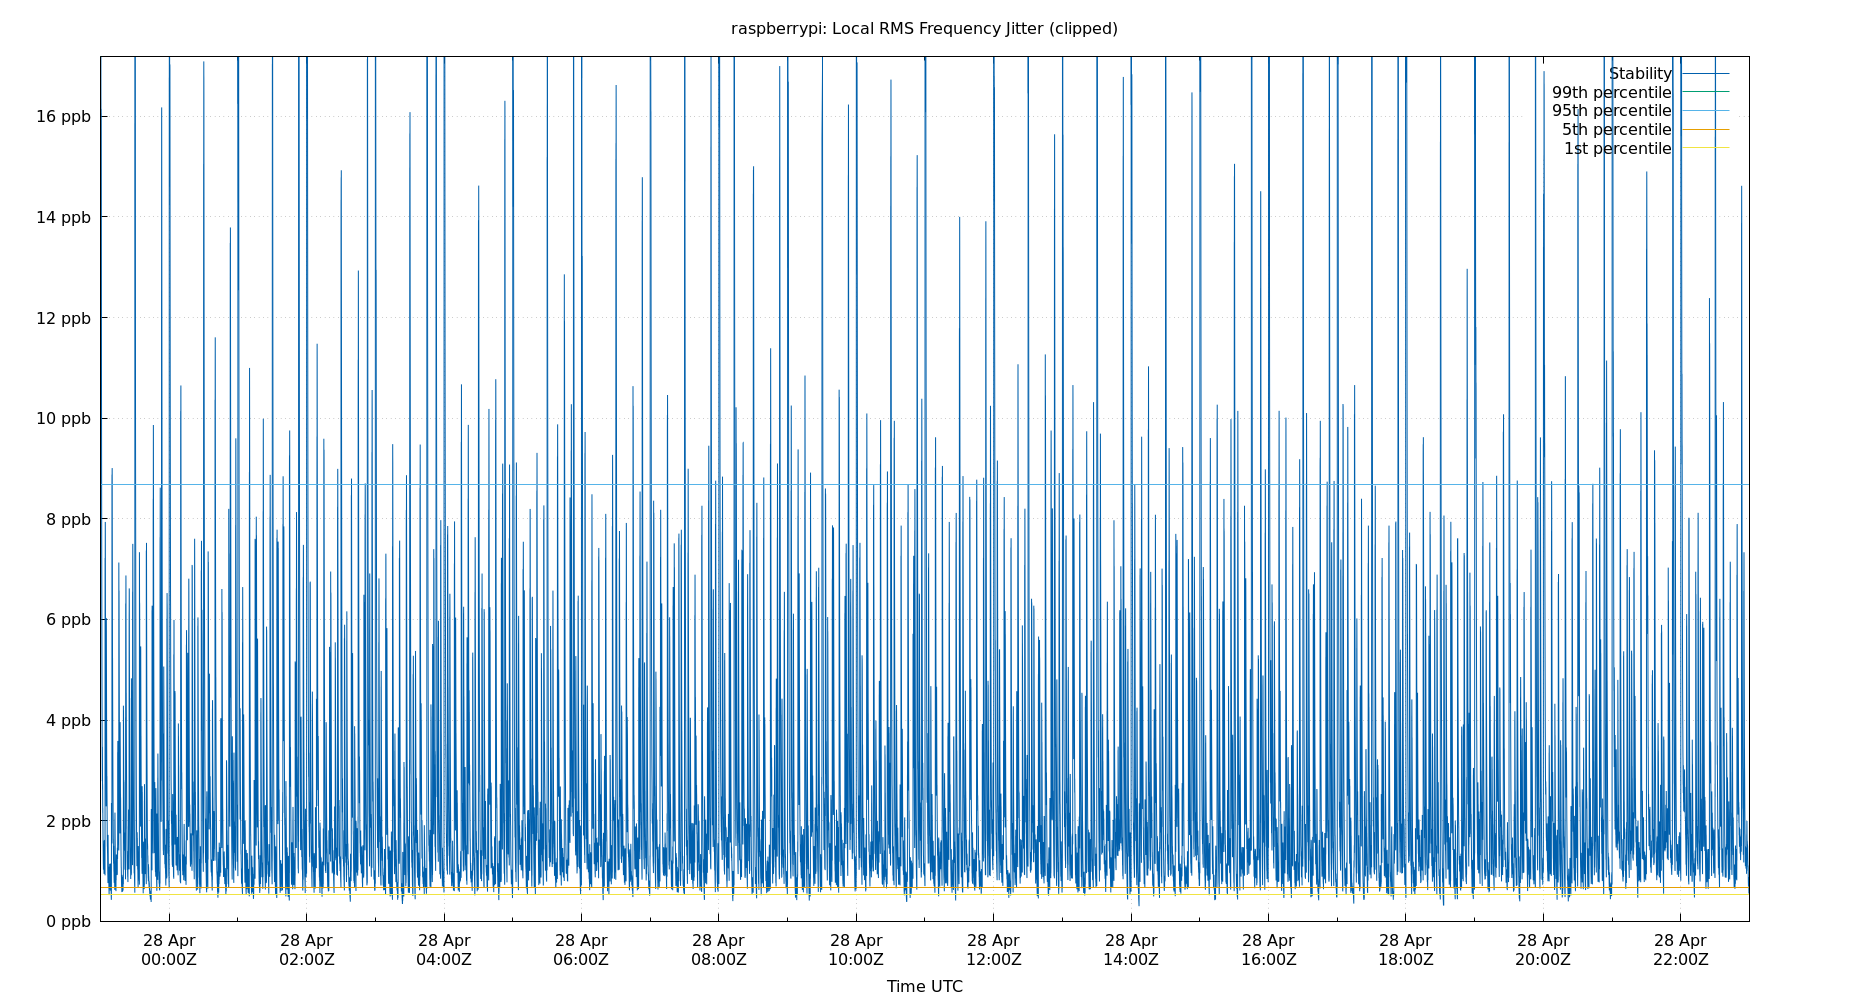 raspberrypi: Local RMS Frequency Jitter (clipped)
Stability
99th percentile
95th percentile
5th percentile
1st percentile
16 ppb
14 ppb
12 ppb
10 ppb
8 ppb
6 ppb
4 ppb
2 ppb
0 ppb
28 Apr 28 Apr 28 Apr 28 Apr 28 Apr 28 Apr 28 Apr 28 Apr 28 Apr 28 Apr 28 Apr 28 Apr
00:00Z 02:00Z 04:00Z 06:00Z 08:00Z 10:00Z 12:00Z 14:00Z 16:00Z 18:00Z 20:00Z 22:00Z
Time UTC